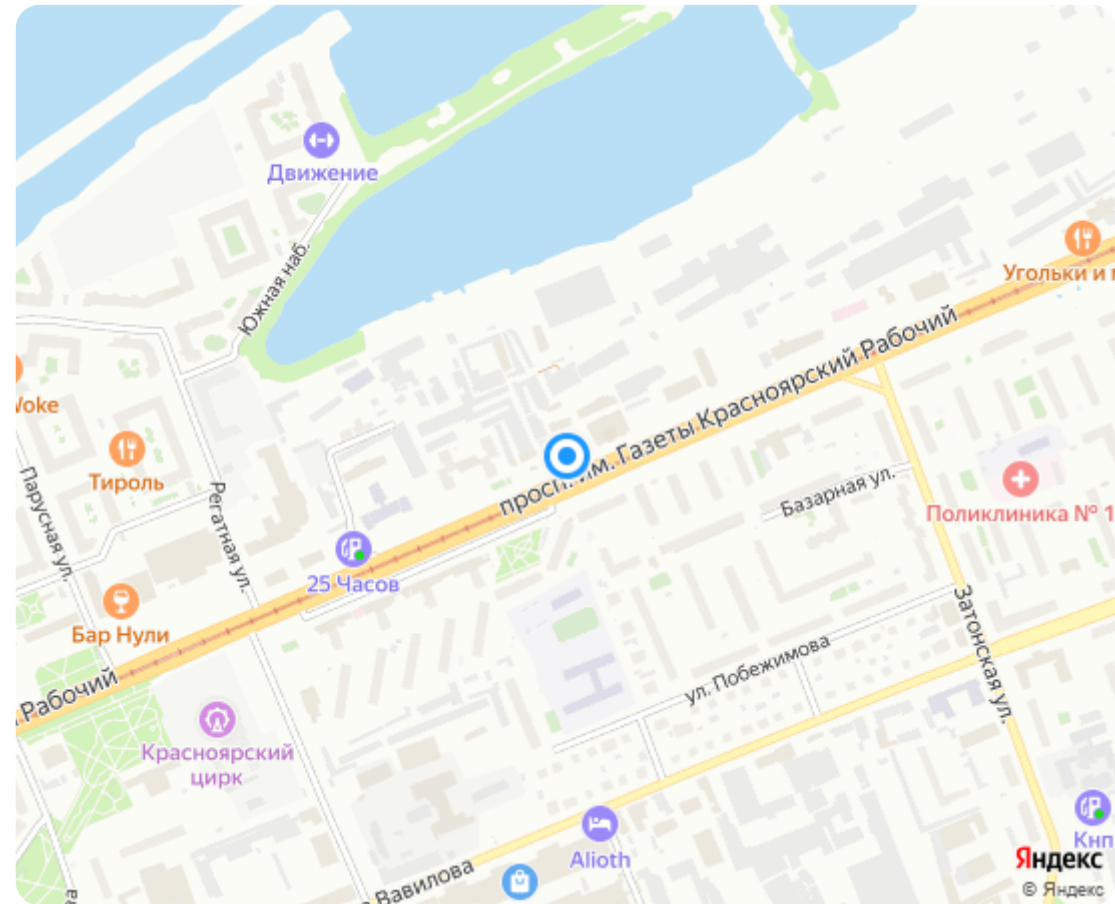 Движение
Южная наб.
Угольки и
просп. им. Газеты Красноярский Рабочий
Тироль
Парусная ул.
Регатная ул.
Базарная ул.
Поликлиника № 1
25 Часов
Бар Нули
Затонская ул.
ул. Побежимова
Рабочий
Красноярский
цирк
Alioth
Вавилова
Кнп
Яндекс
© Яндекс